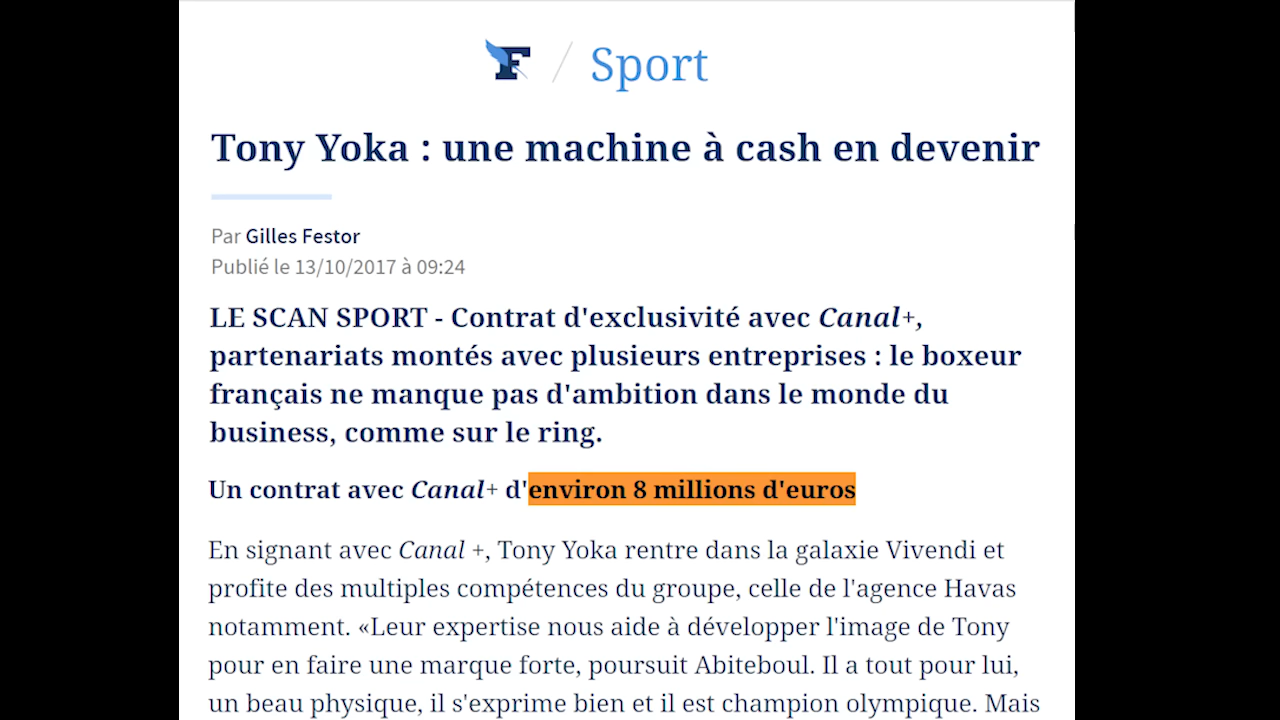 F / Sport
Tony Yoka : une machine à cash en devenir
Par Gilles Festor
Publié le 13/10/2017 à 09:24
LE SCAN SPORT - Contrat d'exclusivité avec Canal+,
partenariats montés avec plusieurs entreprises : le boxeur
français ne manque pas d'ambition dans le monde du
business, comme sur le ring.
Un contrat avec Canal+ d'environ 8 millions d'euros
En signant avec Canal +, Tony Yoka rentre dans la galaxie Vivendi et
profite des multiples compétences du groupe, celle de l'agence Havas
notamment. «Leur expertise nous aide à développer l'image de Tony
pour en faire une marque forte, poursuit Abiteboul. Il a tout pour lui,
un beau physique, il s'exprime bien et il est champion olympique. Mais